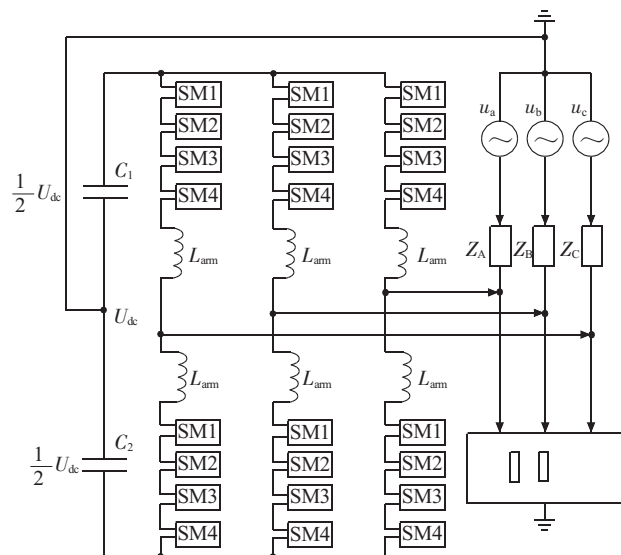 SM1 SM1 SM1
SM2 SM2 SM2
SM3 SM3 SM3
SM4 SM4 SM4
u_a u_b u_c
C_1
1/2 U_dc
L_arm L_arm L_arm
Z_A Z_B Z_C
U_dc
L_arm L_arm L_arm
C_2
1/2 U_dc
SM1 SM1 SM1
SM2 SM2 SM2
SM3 SM3 SM3
SM4 SM4 SM4